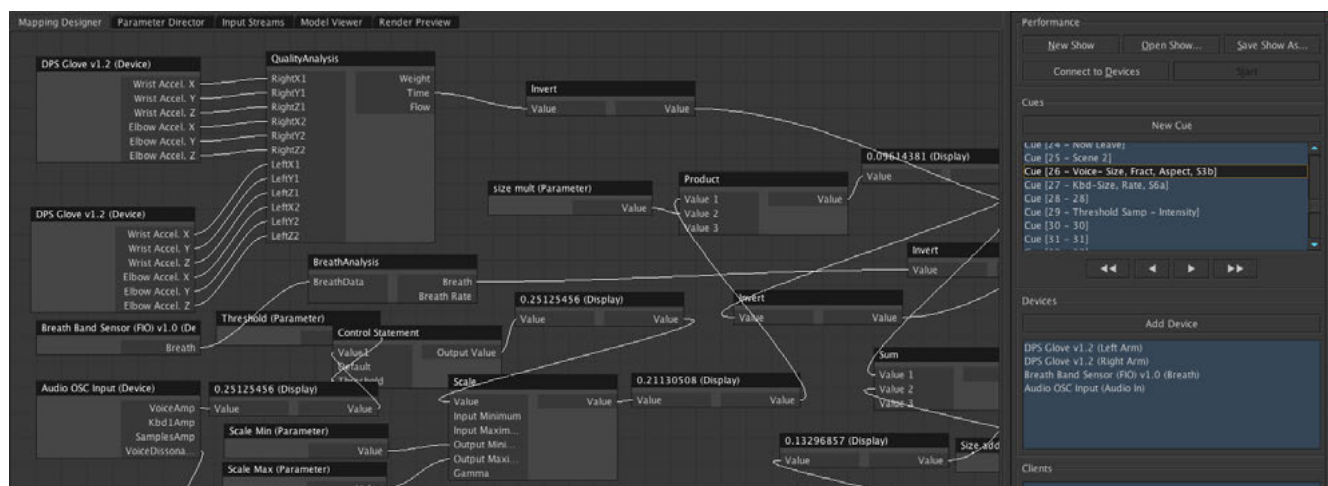 Mapping Designer Parameter Director Input Streams Model Viewer Render Preview
DPS Glove v1.2 (Device)
Wrist Accel. X
Wrist Accel. Y
Wrist Accel. Z
Elbow Accel. X
Elbow Accel. Y
Elbow Accel. Z
QualityAnalysis
RightX1 Weight
RightY1 Time
RightZ1 Flow
RightX2
RightY2
RightZ2
LeftX1
LeftY1
LeftZ1
LeftX2
LeftY2
LeftZ2
Invert
Value Value
0.09614381 (Display)
Value
size mult (Parameter)
Value
Product
Value 1 Value
Value 2
Value 3
DPS Glove v1.2 (Device)
Wrist Accel. X
Wrist Accel. Y
Wrist Accel. Z
Elbow Accel. X
Elbow Accel. Y
Elbow Accel. Z
BreathAnalysis
BreathData Breath
Breath Rate
Invert
Value
0.25125456 (Display)
Value Value
Invert
Value Value
Breath Band Sensor (FIO) v1.0 (De
Breath
Threshold (Parameter)
Control Statement
Value1 Output Value
Default
Threshold
Sum
Value 1
Value 2
Value 3
Audio OSC Input (Device)
VoiceAmp
Kbd1Amp
SamplesAmp
VoiceDissona...
0.25125456 (Display)
Value Value
Scale
Value Value
Input Minimum
Input Maxim...
Output Mini...
Output Maxi...
Gamma
0.21130508 (Display)
Value Value
Scale Min (Parameter)
Value
Scale Max (Parameter)
0.13296857 (Display)
Value Value
Size add
Performance
New Show Open Show... Save Show As...
Connect to Devices Start
Cues
New Cue
Cue [24 - Now Leave]
Cue [25 - Scene 2]
Cue [26 - Voice- Size, Fract, Aspect, S3b]
Cue [27 - Kbd-Size, Rate, S6a]
Cue [28 - 28]
Cue [29 - Threshold Samp - Intensity]
Cue [30 - 30]
Cue [31 - 31]
Devices
Add Device
DPS Glove v1.2 (Left Arm)
DPS Glove v1.2 (Right Arm)
Breath Band Sensor (FIO) v1.0 (Breath)
Audio OSC Input (Audio In)
Clients